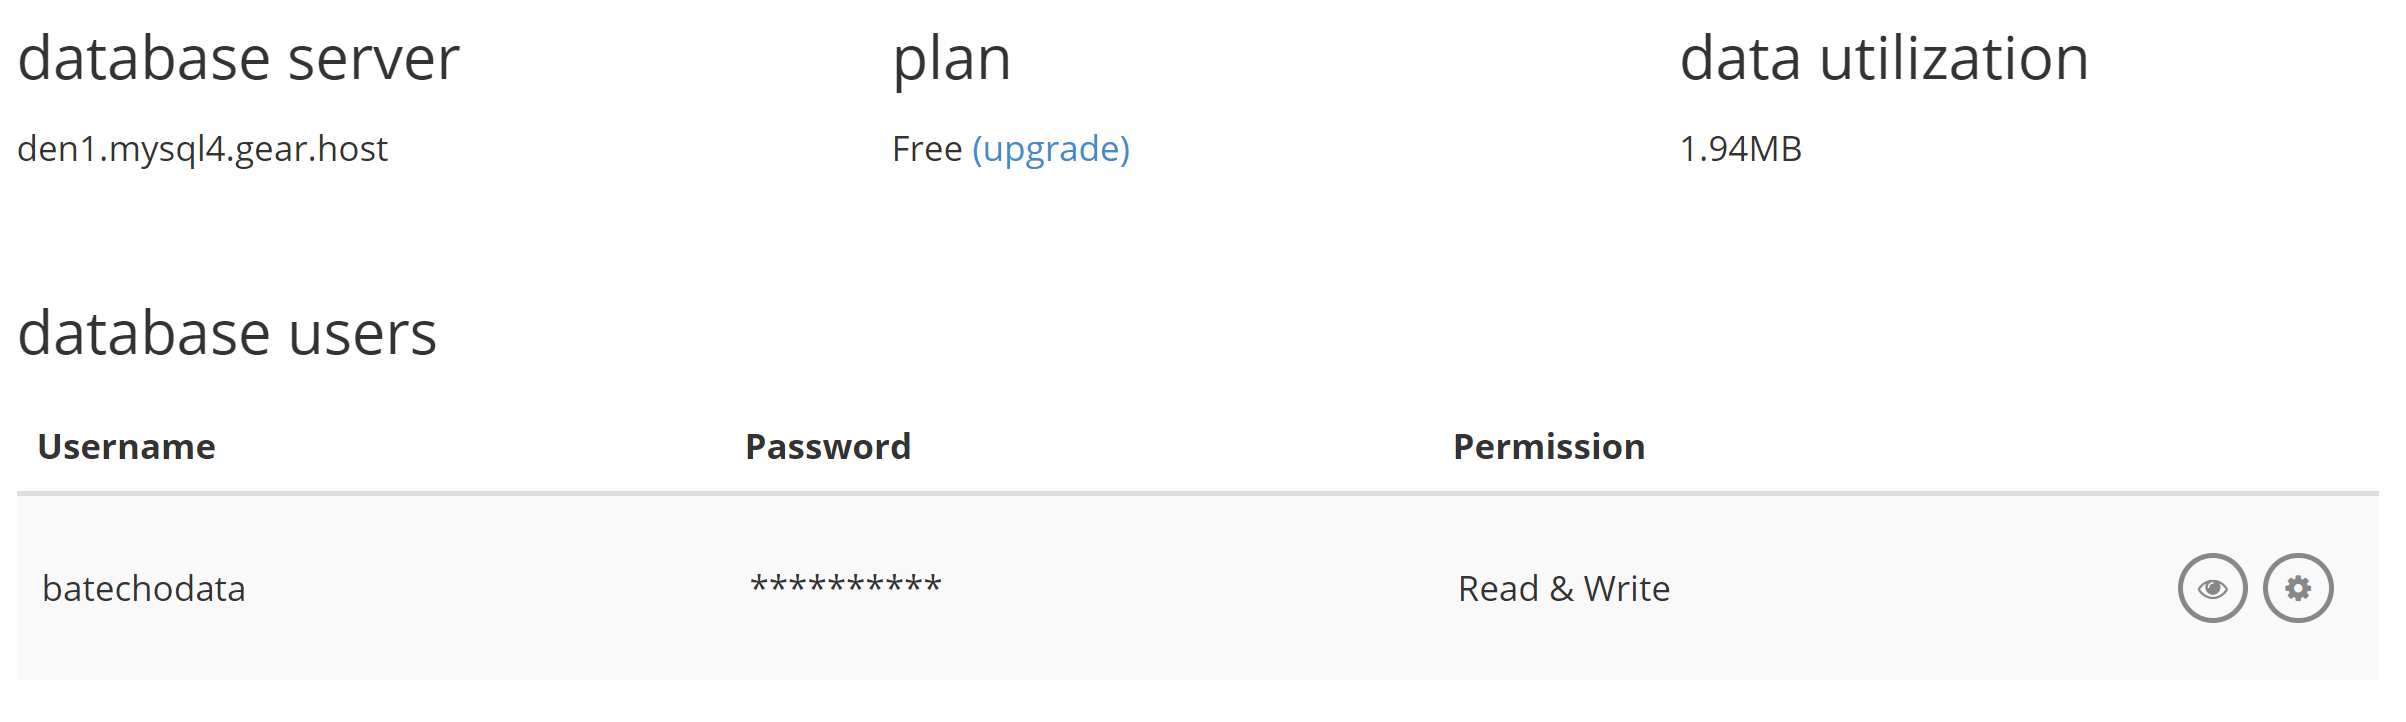 database server plan data utilization
den1.mysql4.gear.host Free (upgrade) 1.94MB
database users
Username Password Permission
batechodata ********** Read & Write